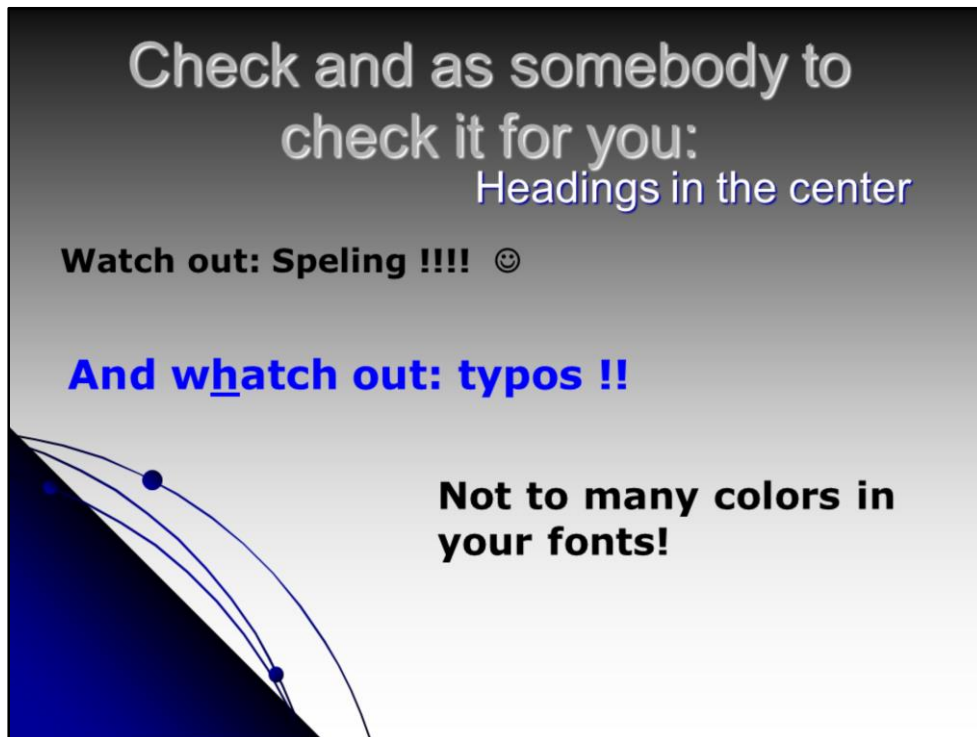 Check and as somebody to
check it for you:
Headings in the center
Watch out: Speling !!!! ☺
And whatch out: typos !!
Not to many colors in
your fonts!